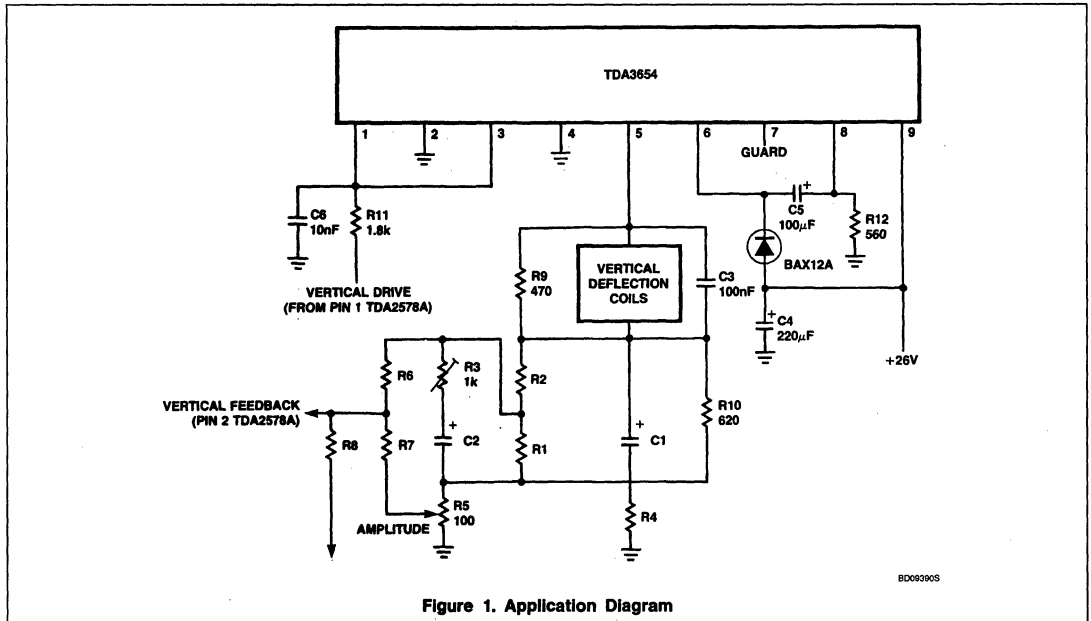 TDA3654
1 2 3 4 5 6 7 8 9
GUARD
C6
10nF
R11
1.8k
C5
100μF
R12
560
BAX12A
VERTICAL DRIVE
(FROM PIN 1 TDA2578A)
R9
470
VERTICAL
DEFLECTION
COILS
C3
100nF
C4
220μF
+26V
R6
R3
1k
R2
R10
620
VERTICAL FEEDBACK
(PIN 2 TDA2578A)
R8
R7
C2
R1
C1
R5
100
AMPLITUDE
R4
BD09390S
Figure 1. Application Diagram